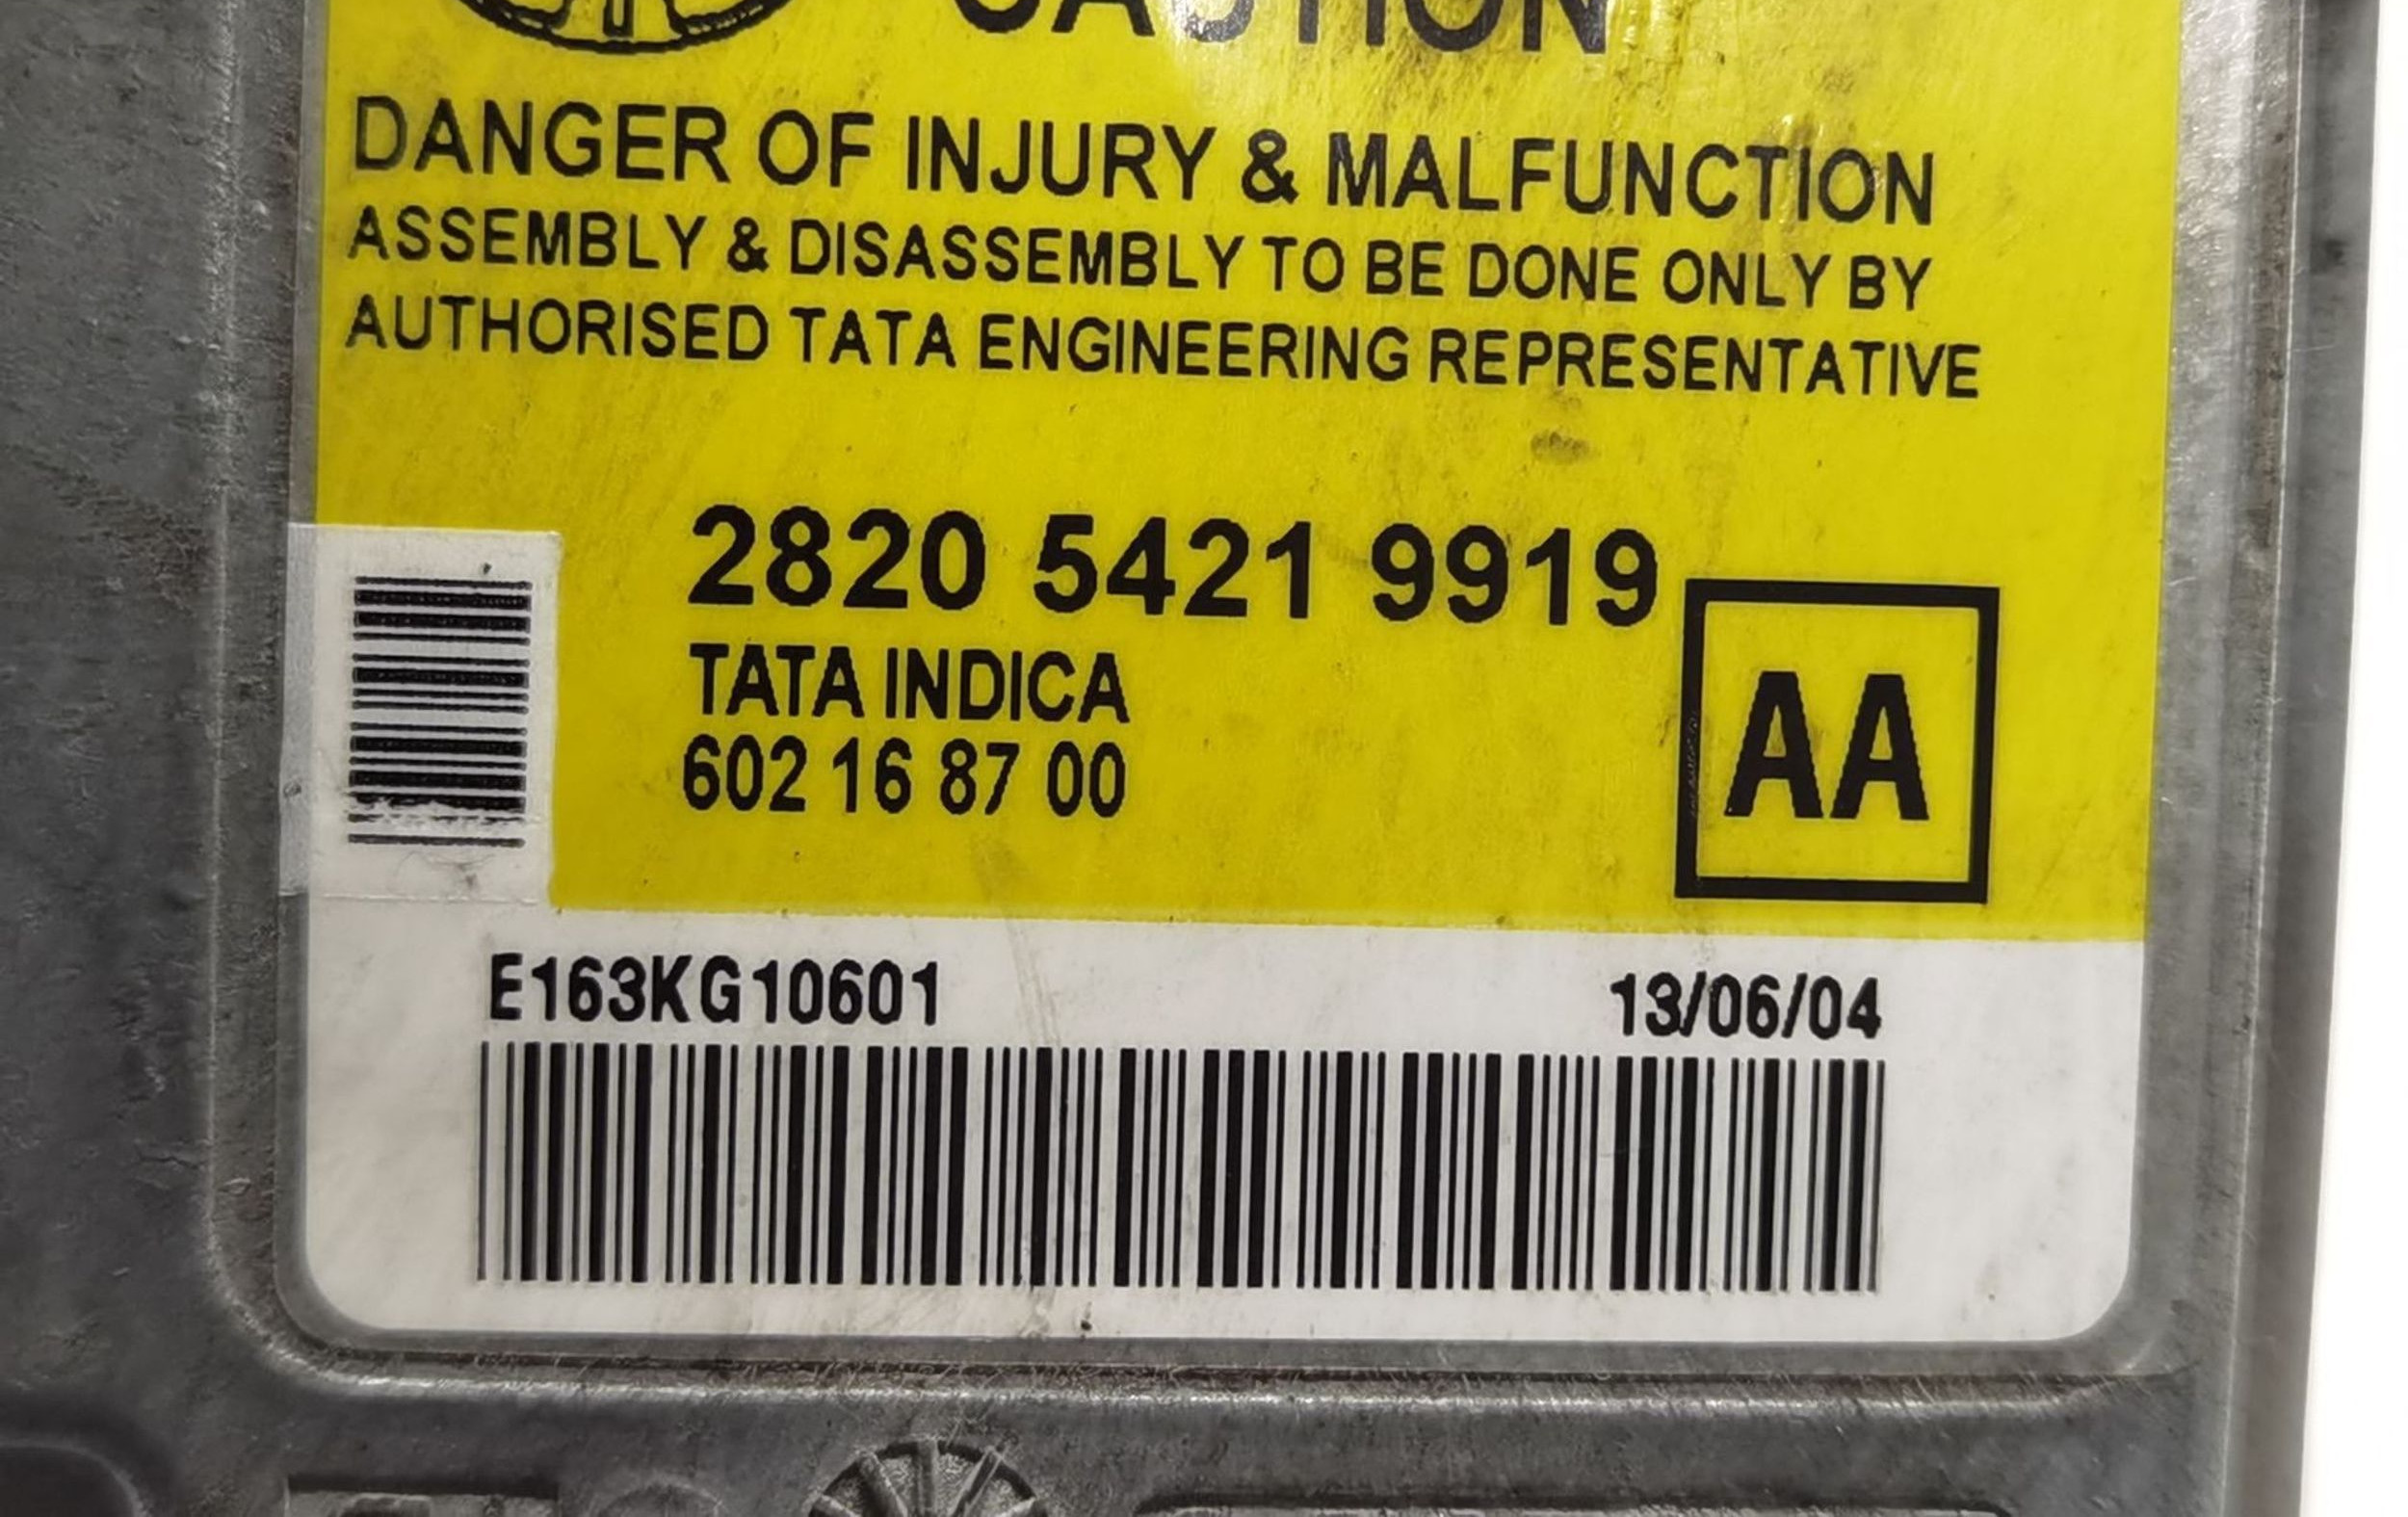 CAUTION
DANGER OF INJURY & MALFUNCTION
ASSEMBLY & DISASSEMBLY TO BE DONE ONLY BY
AUTHORISED TATA ENGINEERING REPRESENTATIVE
2820 5421 9919
TATA INDICA
602 16 87 00
AA
E163KG10601
13/06/04